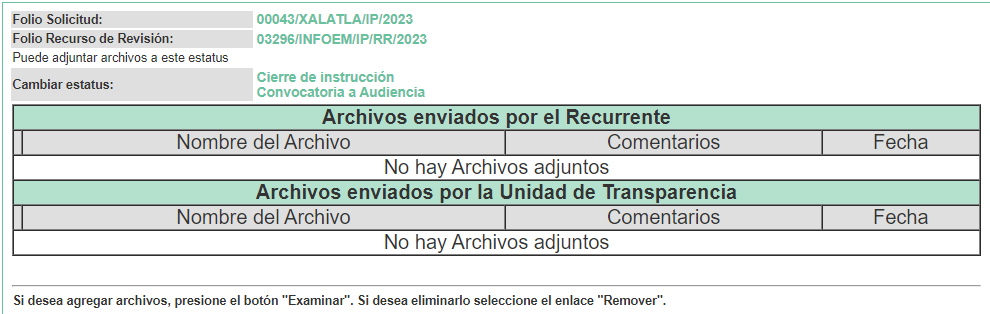 Folio Solicitud: 00043/XALATLA/IP/2023
Folio Recurso de Revisión: 03296/INFOEM/IP/RR/2023
Puede adjuntar archivos a este estatus
Cambiar estatus: Cierre de instrucción
Convocatoria a Audiencia
Archivos enviados por el Recurrente
Nombre del Archivo Comentarios Fecha
No hay Archivos adjuntos
Archivos enviados por la Unidad de Transparencia
Nombre del Archivo Comentarios Fecha
No hay Archivos adjuntos
Si desea agregar archivos, presione el botón "Examinar". Si desea eliminarlo seleccione el enlace "Remover".